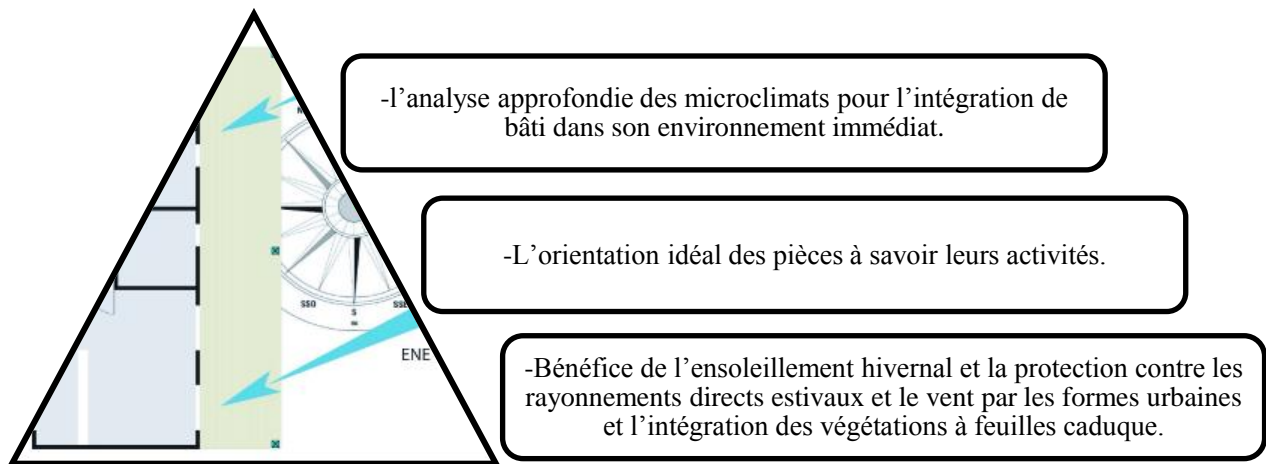 -l’analyse approfondie des microclimats pour l’intégration de
bâti dans son environnement immédiat.
-L’orientation idéal des pièces à savoir leurs activités.
-Bénéfice de l’ensoleillement hivernal et la protection contre les
rayonnements directs estivaux et le vent par les formes urbaines
et l’intégration des végétations à feuilles caduque.
SSO
S
ENE